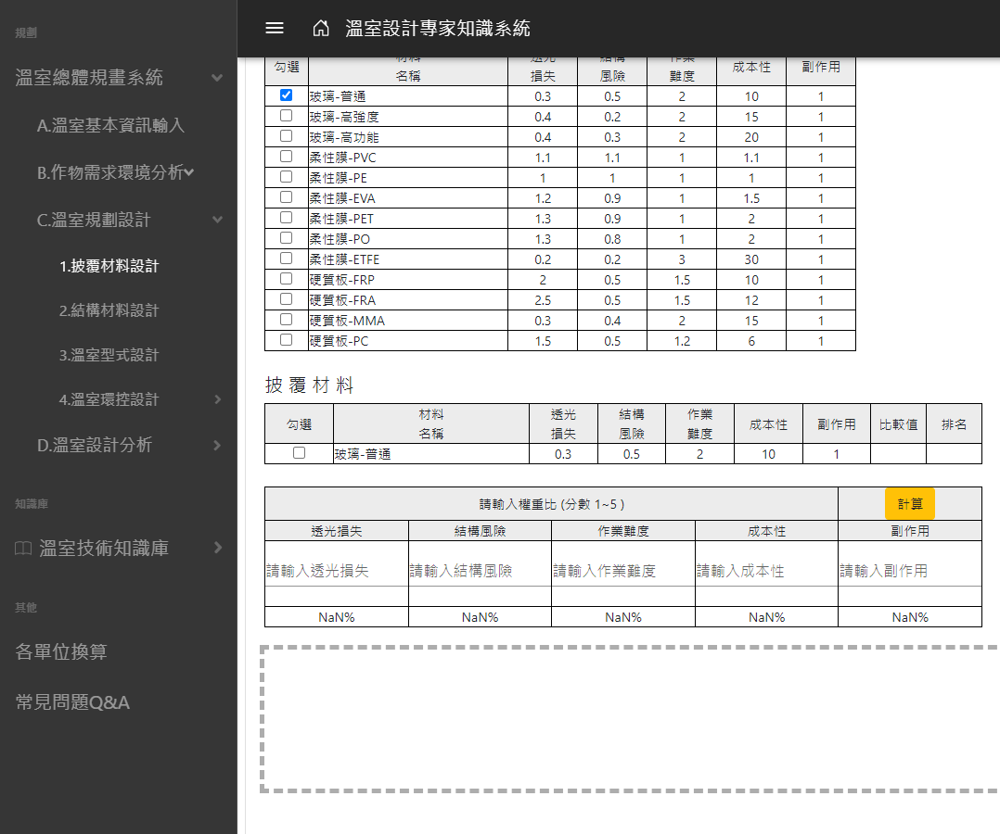 規劃
溫室總體規畫系統
A.溫室基本資訊輸入
B.作物需求環境分析
C.溫室規劃設計
1.披覆材料設計
2.結構材料設計
3.溫室型式設計
4.溫室環控設計
D.溫室設計分析
知識庫
溫室技術知識庫
其他
各單位換算
常見問題Q&A
溫室設計專家知識系統
勾選 材料 透光 結構 作業 成本性 副作用
名稱 損失 風險 難度
玻璃-普通 0.3 0.5 2 10 1
玻璃-高強度 0.4 0.2 2 15 1
玻璃-高功能 0.4 0.3 2 20 1
柔性膜-PVC 1.1 1.1 1 1.1 1
柔性膜-PE 1 1 1 1 1
柔性膜-EVA 1.2 0.9 1 1.5 1
柔性膜-PET 1.3 0.9 1 2 1
柔性膜-PO 1.3 0.8 1 2 1
柔性膜-ETFE 0.2 0.2 3 30 1
硬質板-FRP 2 0.5 1.5 10 1
硬質板-FRA 2.5 0.5 1.5 12 1
硬質板-MMA 0.3 0.4 2 15 1
硬質板-PC 1.5 0.5 1.2 6 1
披覆材料
勾選 材料 透光 結構 作業 成本性 副作用 比較值 排名
名稱 損失 風險 難度
玻璃-普通 0.3 0.5 2 10 1
請輸入權重比 (分數 1~5 ) 計算
透光損失 結構風險 作業難度 成本性 副作用
請輸入透光損失 請輸入結構風險 請輸入作業難度 請輸入成本性 請輸入副作用
NaN% NaN% NaN% NaN% NaN%